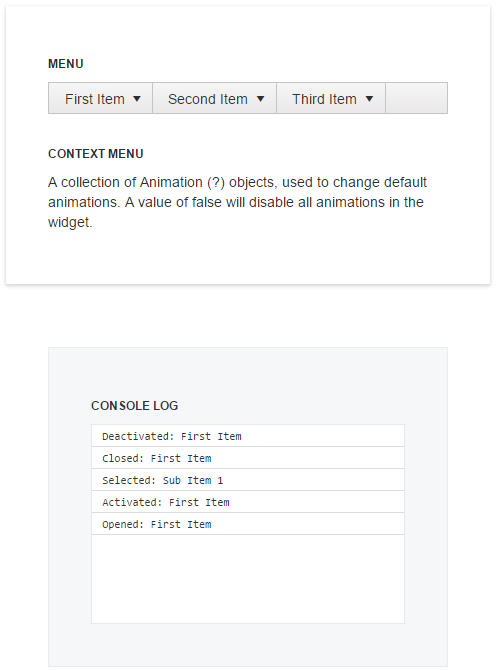 MENU
First Item Second Item Third Item
CONTEXT MENU
A collection of Animation (?) objects, used to change default
animations. A value of false will disable all animations in the
widget.
CONSOLE LOG
Deactivated: First Item
Closed: First Item
Selected: Sub Item 1
Activated: First Item
Opened: First Item